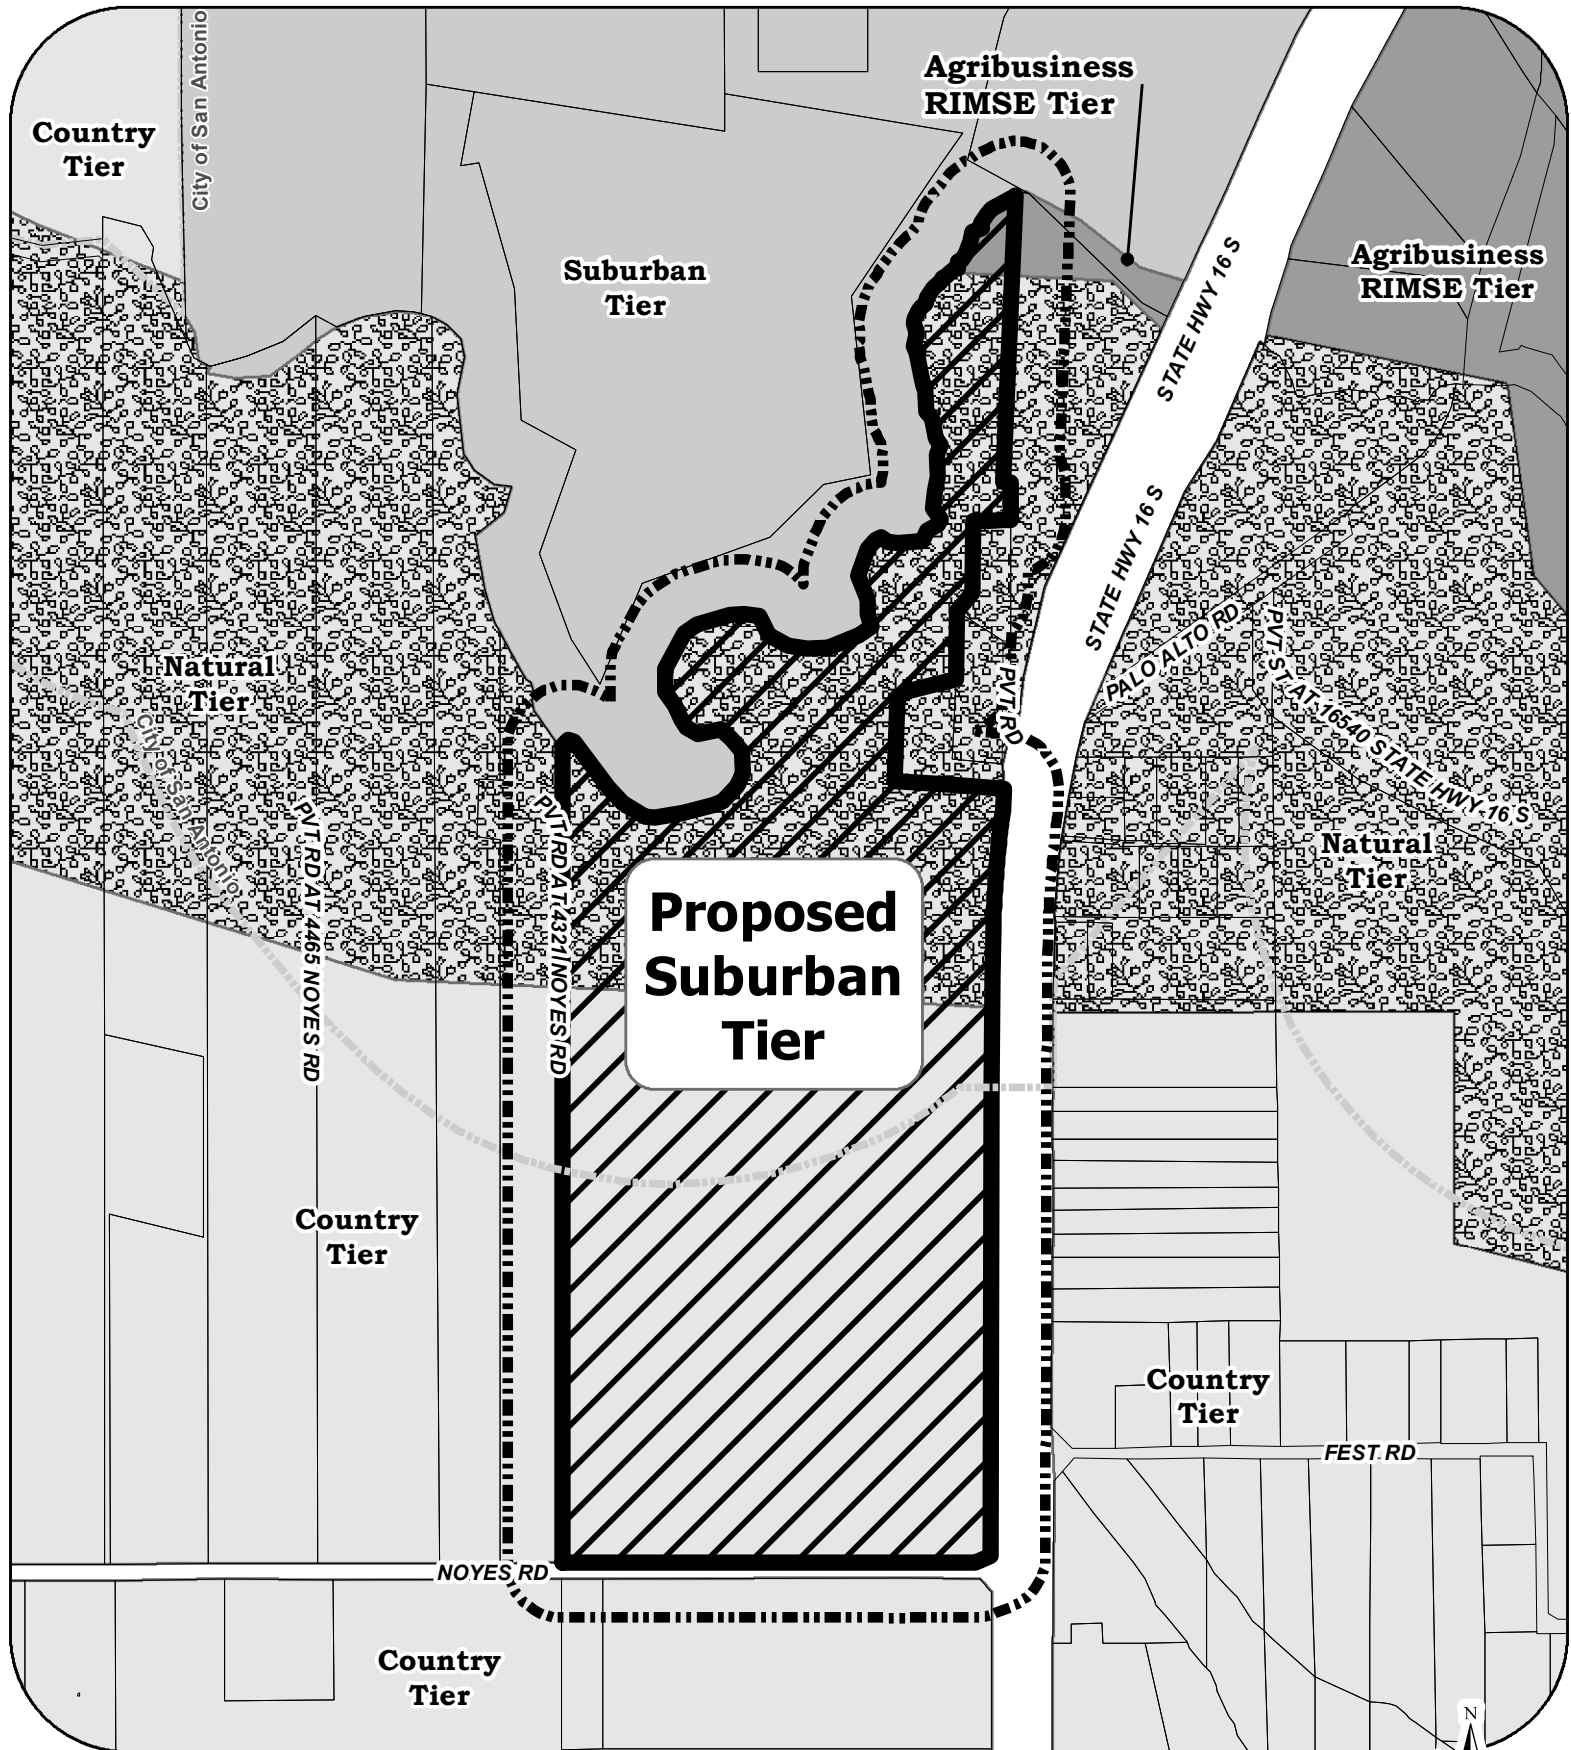 City of San Antonio
Agribusiness
RIMSE Tier
Country
Tier
Suburban
Tier
STATE HWY 16 S
Agribusiness
RIMSE Tier
STATE HWY 16 S
PALO ALTO RD
PVT ST AT 16540 STATE HWY 16 S
Natural
Tier
PVT RD
City of San Antonio
PVT RD AT 4465 NOYES RD
PVT RD AT 4321 NOYES RD
Natural
Tier
Proposed
Suburban
Tier
Country
Tier
Country
Tier
FEST RD
NOYES RD
Country
Tier
N